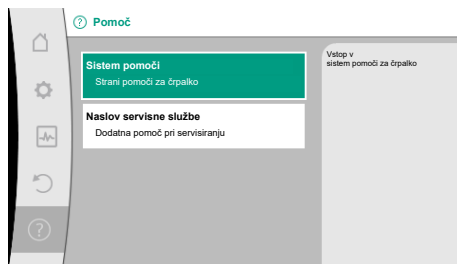 Pomoč
Sistem pomoči
Strani pomoči za črpalko
Naslov servisne službe
Dodatna pomoč pri servisiranju
Vstop v
sistem pomoči za črpalko